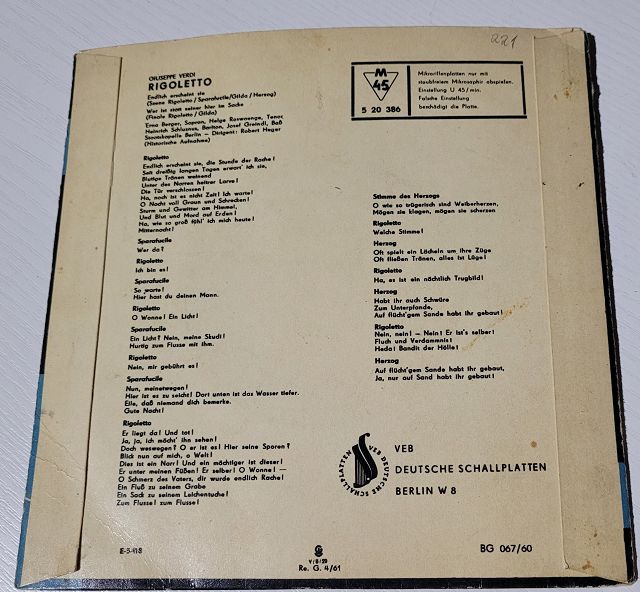 221
GIUSEPPE VERDI
RIGOLETTO
Endlich erscheint sie
(Szene Rigoletto / Sparafucile/Gilda / Herzog)
Wer ist statt seiner hier im Sacke
(Finale Rigoletto / Gilda)
Erna Berger, Sopran, Helge Roswaenge, Tenor,
Heinrich Schlusnus, Bariton, Josef Greindl, Baß
Staatskapelle Berlin – Dirigent: Robert Heger
(Historische Aufnahme)
M
45
5 20 386
Mikrorillenplatten nur mit
staubfreiem Mikrosaphir abspielen.
Einstellung U 45/min.
Falsche Einstellung
beschädigt die Platte.
Rigoletto
Endlich erscheint sie, die Stunde der Rache!
Seit dreißig langen Tagen erwart' ich sie,
Blutige Tränen weinend
Unter des Narren heitrer Larve!
Die Tür verschlossen!
Ha, noch ist es nicht Zeit! Ich warte!
O Nacht voll Graun und Schrecken!
Sturm und Gewitter am Himmel,
Und Blut und Mord auf Erden!
Ha, wie so groß fühl' ich mich heute!
Mitternacht!
Sparafucile
Wer da?
Rigoletto
Ich bin es!
Sparafucile
So warte!
Hier hast du deinen Mann.
Rigoletto
O Wonne! Ein Licht!
Sparafucile
Ein Licht? Nein, meine Skudi!
Hurtig zum Flusse mit ihm.
Rigoletto
Nein, mir gebührt es!
Sparafucile
Nun, meinetwegen!
Hier ist es zu seicht! Dort unten ist das Wasser tiefer.
Eile, daß niemand dich bemerke.
Gute Nacht!
Rigoletto
Er liegt da! Und tot!
Ja, ja, ich möcht' ihn sehen!
Doch weswegen? O er ist es! Hier seine Sporen?
Blick nun auf mich, o Welt!
Dies ist ein Narr! Und ein mächtiger ist dieser!
Er unter meinen Füßen! Er selber! O Wonne! —
O Schmerz des Vaters, dir wurde endlich Rache!
Ein Fluß zu seinem Grabe
Ein Sack zu seinem Leichentuche!
Zum Flusse! zum Flusse!
Stimme des Herzogs
O wie so trügerisch sind Weiberherzen,
Mögen sie klagen, mögen sie scherzen
Rigoletto
Welche Stimme!
Herzog
Oft spielt ein Lächeln um ihre Züge
Oft fließen Tränen, alles ist Lüge!
Rigoletto
Ha, es ist ein nächtlich Trugbild!
Herzog
Habt ihr auch Schwüre
Zum Unterpfande,
Auf flücht'gem Sande habt ihr gebaut!
Rigoletto
Nein, nein! – Nein! Er ist's selber!
Fluch und Verdammnis!
Heda! Bandit der Hölle!
Herzog
Auf flücht'gem Sande habt ihr gebaut,
Ja, nur auf Sand habt ihr gebaut!
VEB DEUTSCHE SCHALLPLATTEN
VEB
DEUTSCHE SCHALLPLATTEN
BERLIN W 8
V/8/29
Re. G. 4/61
BG 067/60